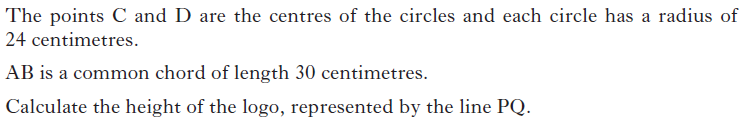 The points C and D are the centres of the circles and each circle has a radius of
24 centimetres.
AB is a common chord of length 30 centimetres.
Calculate the height of the logo, represented by the line PQ.